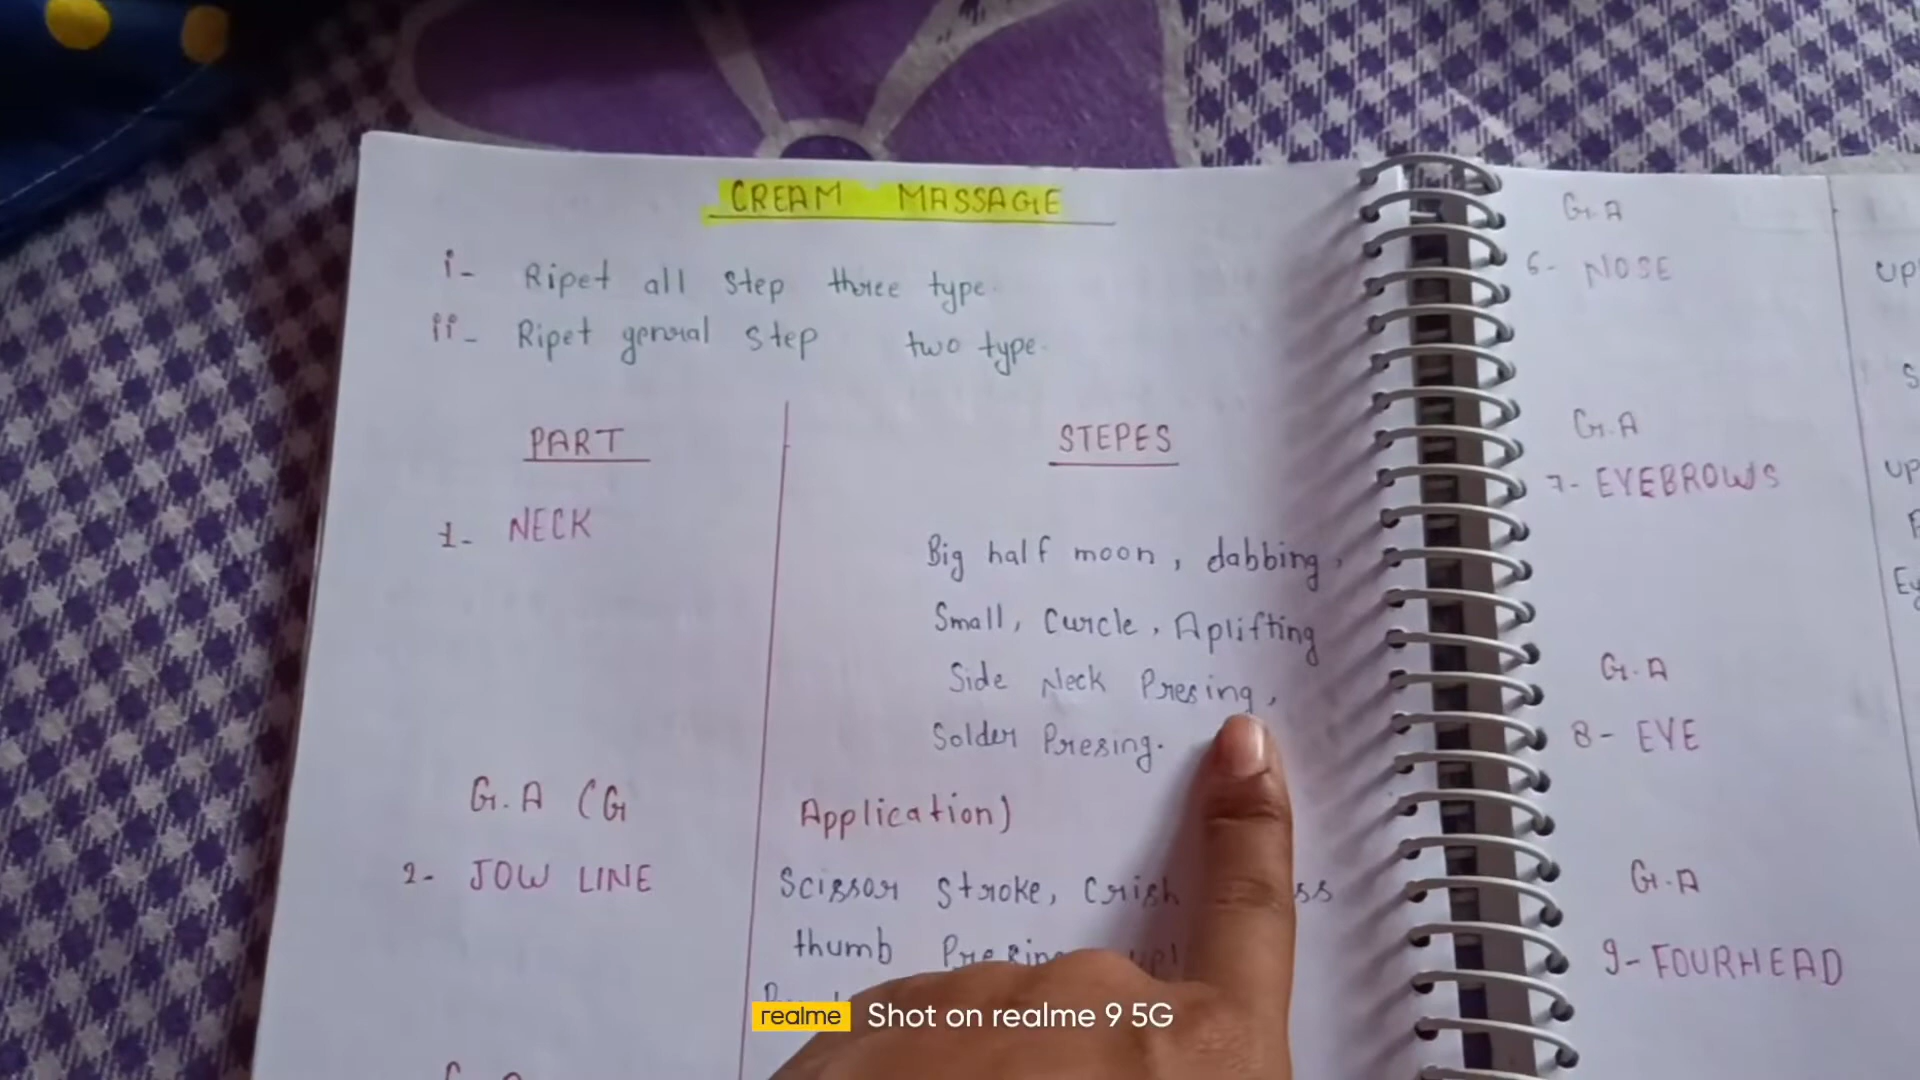 CREAM MASSAGE
i- Ripet all step three type.
ii- Ripet genral step two type.
PART STEPES
1- NECK
Big half moon, dabbing,
Small, Curcle, Aplifting
Side Neck Presing,
Solder Presing.
G.A (G Application)
2- JOW LINE
Scissor stroke, Crish
thumb
G.A
6- NOSE
G.A
7- EYEBROWS
G.A
8- EYE
G.A
9- FOURHEAD
realme Shot on realme 9 5G